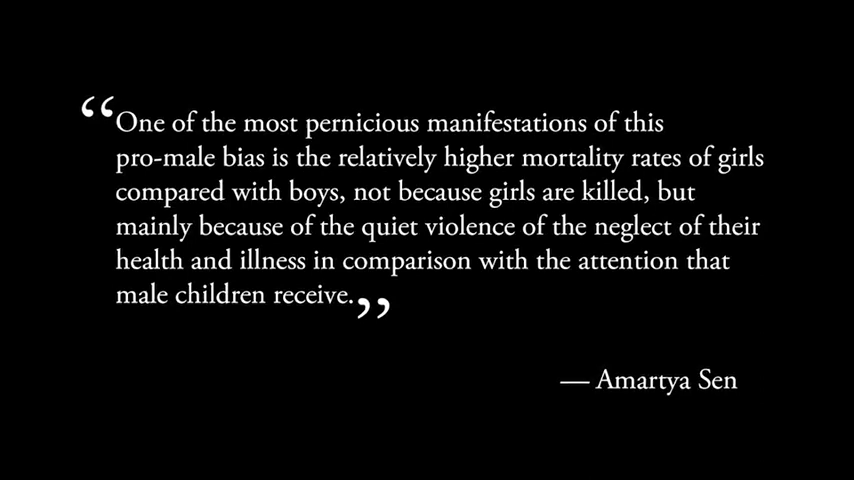 “One of the most pernicious manifestations of this
pro-male bias is the relatively higher mortality rates of girls
compared with boys, not because girls are killed, but
mainly because of the quiet violence of the neglect of their
health and illness in comparison with the attention that
male children receive.”
— Amartya Sen